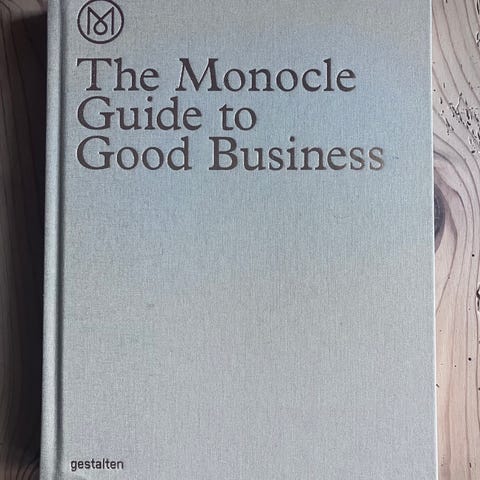 M
The Monocle
Guide to
Good Business
gestalten